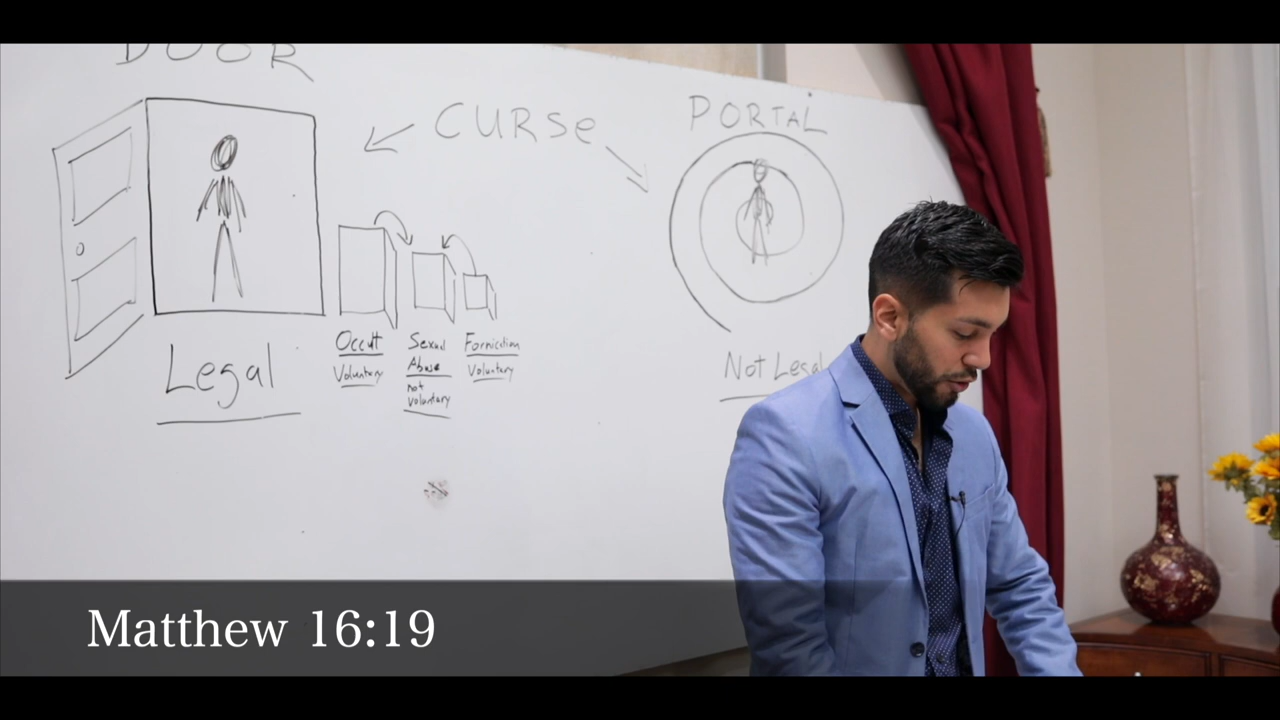 DOOR
CURSE
PORTAL
Legal
Occult
Voluntary
Sexual
Abuse
not
Voluntary
Fornication
Voluntary
Not Legal
Matthew 16:19